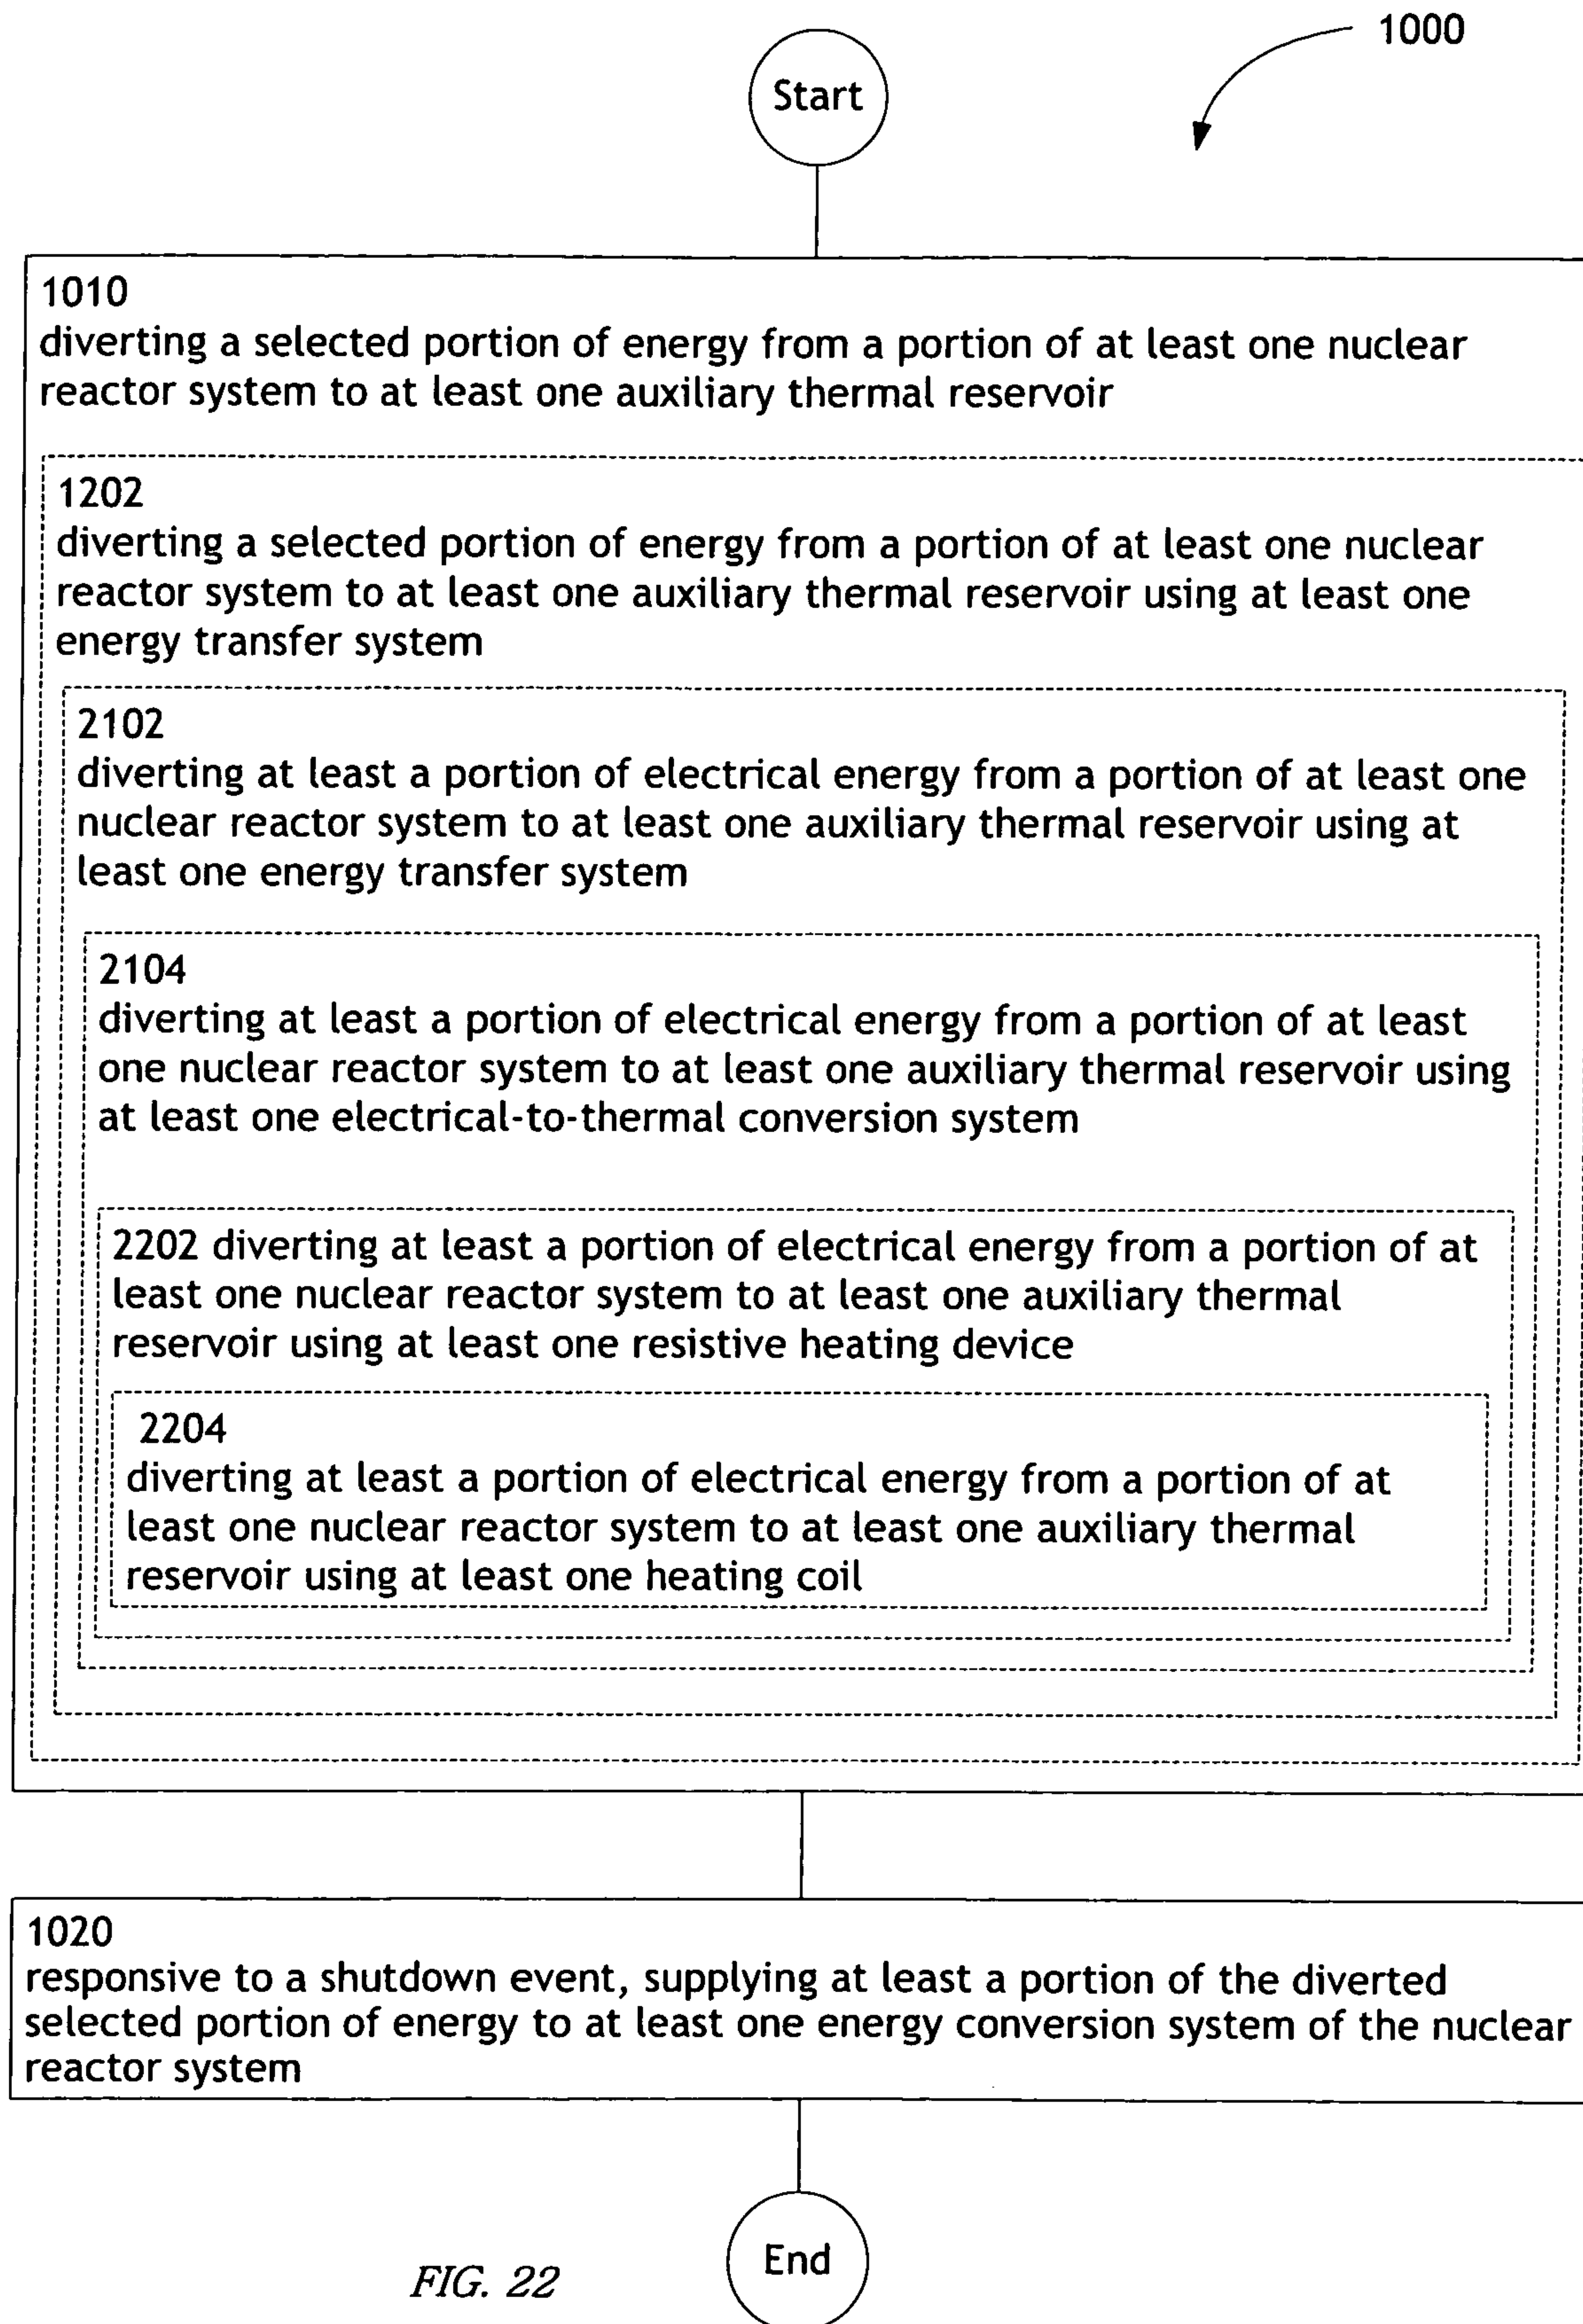 1000
Start
1010
diverting a selected portion of energy from a portion of at least one nuclear
reactor system to at least one auxiliary thermal reservoir
1202
diverting a selected portion of energy from a portion of at least one nuclear
reactor system to at least one auxiliary thermal reservoir using at least one
energy transfer system
2102
diverting at least a portion of electrical energy from a portion of at least one
nuclear reactor system to at least one auxiliary thermal reservoir using at
least one energy transfer system
2104
diverting at least a portion of electrical energy from a portion of at least
one nuclear reactor system to at least one auxiliary thermal reservoir using
at least one electrical-to-thermal conversion system
2202 diverting at least a portion of electrical energy from a portion of at
least one nuclear reactor system to at least one auxiliary thermal
reservoir using at least one resistive heating device
2204
diverting at least a portion of electrical energy from a portion of at
least one nuclear reactor system to at least one auxiliary thermal
reservoir using at least one heating coil
1020
responsive to a shutdown event, supplying at least a portion of the diverted
selected portion of energy to at least one energy conversion system of the nuclear
reactor system
End
FIG. 22